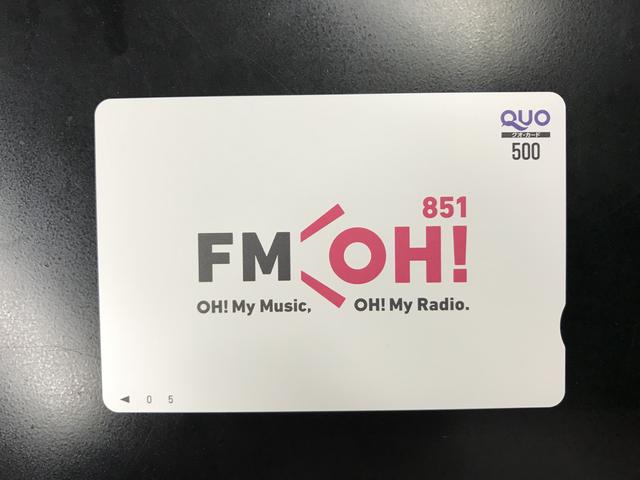 QUO
クオ・カード
500
851
FM OH!
OH! My Music, OH! My Radio.
◀ 0 5